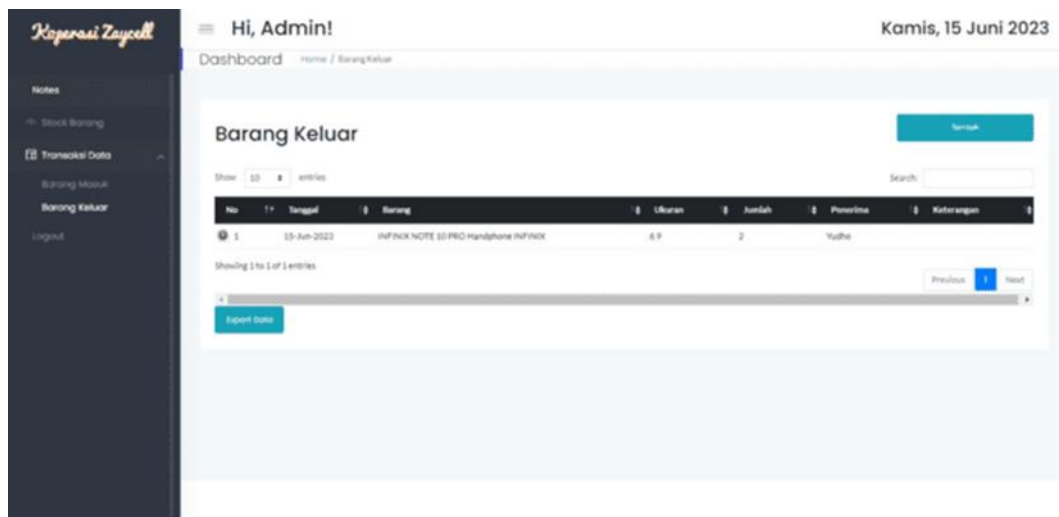 Koperasi Zaycell
Hi, Admin!
Kamis, 15 Juni 2023
Dashboard Home / Barang Keluar
Notes
Stock Barang
Transaksi Data
Barang Masuk
Barang Keluar
Logout
Barang Keluar
Show 10 entries
Search:
No Tanggal Barang Ukuran Jumlah Penerima Keterangan
1 15-Jun-2023 INFINIX NOTE 10 PRO Handphone INFINIX 6.9 2 Yudho
Showing 1 to 1 of 1 entries
Previous 1 Next
Export Data